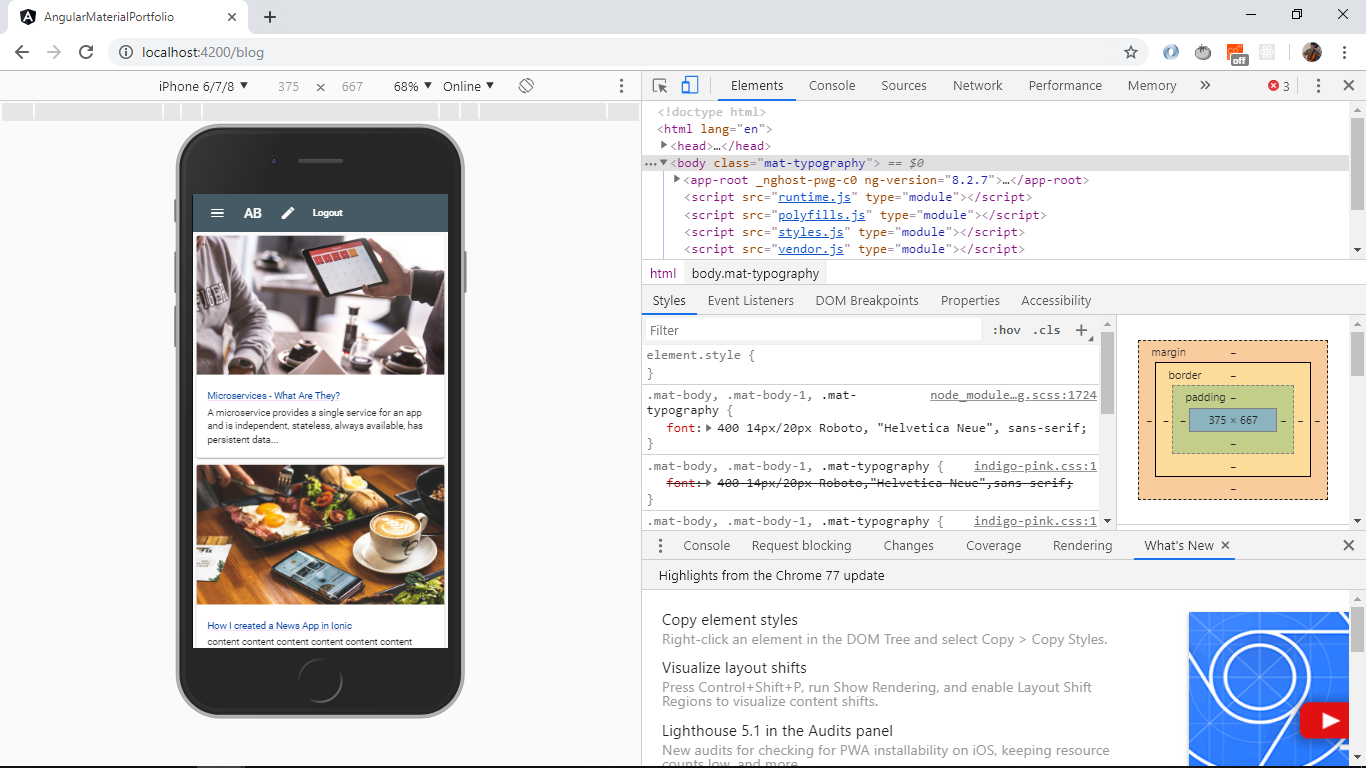 AngularMaterialPortfolio
localhost:4200/blog
off
iPhone 6/7/8 375 × 667 68% Online
Elements Console Sources Network Performance Memory 3
AB Logout
Microservices - What Are They?
A microservice provides a single service for an app
and is independent, stateless, always available, has
persistent data...
How I created a News App in Ionic
content content content content content content
<!doctype html>
<html lang="en">
<head>…</head>
<body class="mat-typography"> == $0
<app-root _nghost-pwg-c0 ng-version="8.2.7">…</app-root>
<script src="runtime.js" type="module"></script>
<script src="polyfills.js" type="module"></script>
<script src="styles.js" type="module"></script>
<script src="vendor.js" type="module"></script>
html body.mat-typography
Styles Event Listeners DOM Breakpoints Properties Accessibility
Filter :hov .cls +
element.style {
}
.mat-body, .mat-body-1, .mat- node_module…g.scss:1724
typography {
font: 400 14px/20px Roboto, "Helvetica Neue", sans-serif;
}
.mat-body, .mat-body-1, .mat-typography { indigo-pink.css:1
font: 400 14px/20px Roboto,"Helvetica Neue",sans-serif;
}
.mat-body, .mat-body-1, .mat-typography { indigo-pink.css:1
margin –
border –
padding –
– – – 375 × 667 – – –
–
–
–
Console Request blocking Changes Coverage Rendering What's New
Highlights from the Chrome 77 update
Copy element styles
Right-click an element in the DOM Tree and select Copy > Copy Styles.
Visualize layout shifts
Press Control+Shift+P, run Show Rendering, and enable Layout Shift
Regions to visualize content shifts.
Lighthouse 5.1 in the Audits panel
New audits for checking for PWA installability on iOS, keeping resource
counts low, and more.